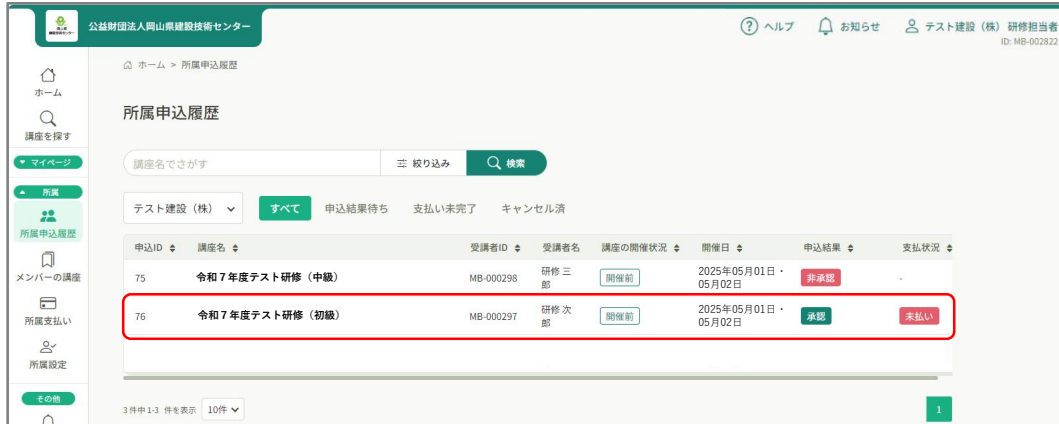 公益財団法人岡山県建設技術センター
ヘルプ
お知らせ
テスト建設（株） 研修担当者
ID: MB-002822
ホーム
講座を探す
マイページ
所属
所属申込履歴
メンバーの講座
所属支払い
所属設定
その他
ホーム > 所属申込履歴
所属申込履歴
講座名でさがす 絞り込み 検索
テスト建設（株） すべて 申込結果待ち 支払い未完了 キャンセル済
申込ID 講座名 受講者ID 受講者名 講座の開催状況 開催日 申込結果 支払状況
75 令和７年度テスト研修（中級） MB-000298 研修 三郎 開催前 2025年05月01日・05月02日 非承認 -
76 令和７年度テスト研修（初級） MB-000297 研修 次郎 開催前 2025年05月01日・05月02日 承認 未払い
3 件中 1-3 件を表示 10件 1